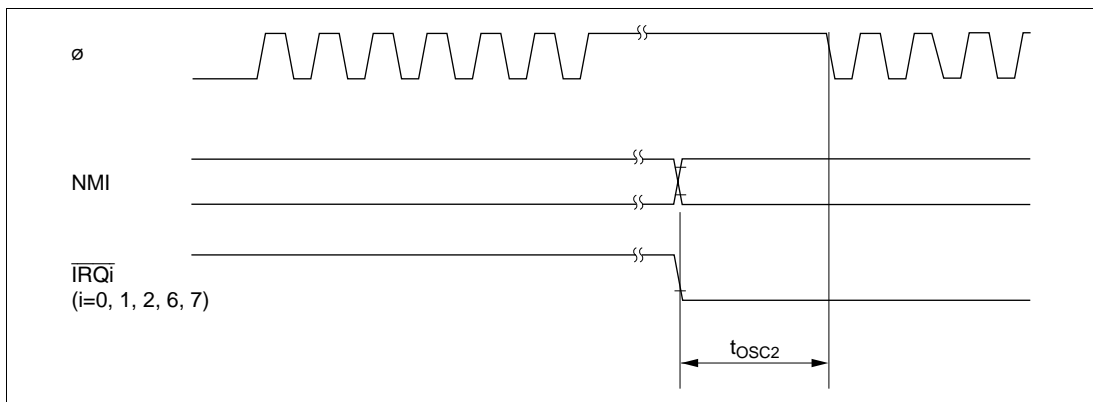 ø
NMI
IRQi
(i=0, 1, 2, 6, 7)
tOSC2